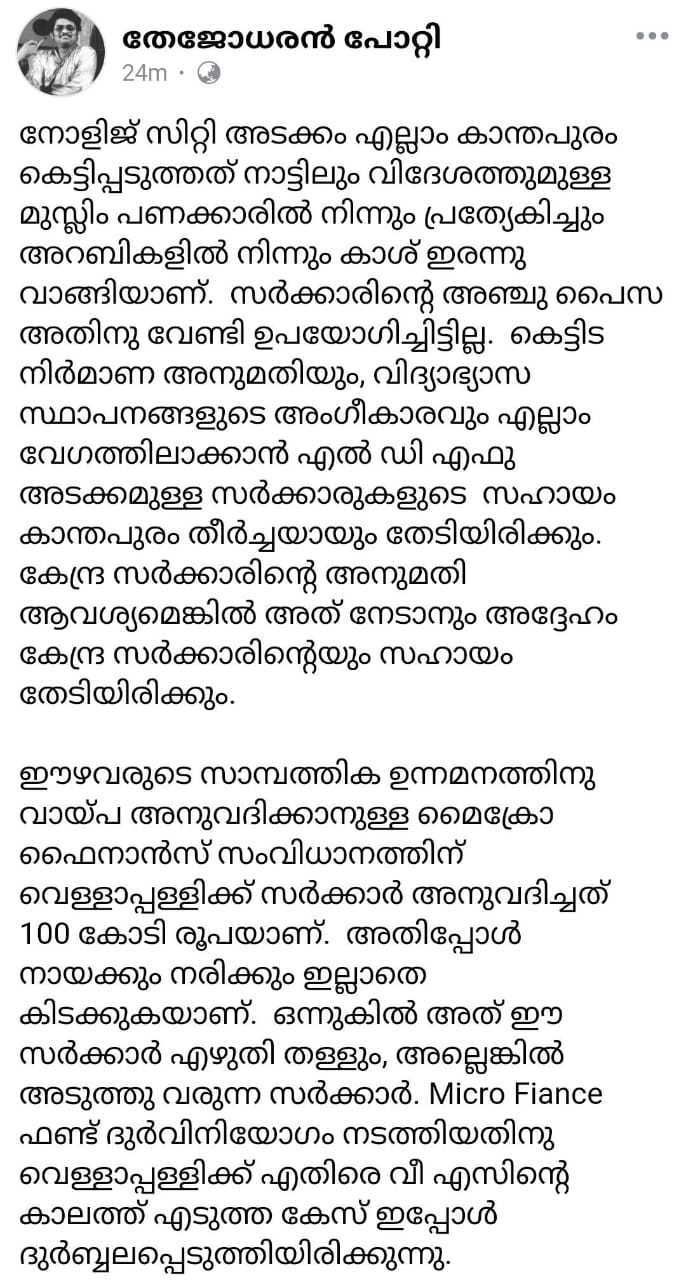 തേജോധരൻ പോറ്റി
24m ·
നോളിജ് സിറ്റി അടക്കം എല്ലാം കാന്തപുരം
കെട്ടിപ്പടുത്തത് നാട്ടിലും വിദേശത്തുമുള്ള
മുസ്ലിം പണക്കാരിൽ നിന്നും പ്രത്യേകിച്ചും
അറബികളിൽ നിന്നും കാശ് ഇരന്നു
വാങ്ങിയാണ്.  സർക്കാരിന്റെ അഞ്ചു പൈസ
അതിനു വേണ്ടി ഉപയോഗിച്ചിട്ടില്ല.  കെട്ടിട
നിർമാണ അനുമതിയും, വിദ്യാഭ്യാസ
സ്ഥാപനങ്ങളുടെ അംഗീകാരവും എല്ലാം
വേഗത്തിലാക്കാൻ എൽ ഡി എഫു
അടക്കമുള്ള സർക്കാരുകളുടെ  സഹായം
കാന്തപുരം തീർച്ചയായും തേടിയിരിക്കും.
കേന്ദ്ര സർക്കാരിന്റെ അനുമതി
ആവശ്യമെങ്കിൽ അത് നേടാനും അദ്ദേഹം
കേന്ദ്ര സർക്കാരിന്റെയും സഹായം
തേടിയിരിക്കും.
ഈഴവരുടെ സാമ്പത്തിക ഉന്നമനത്തിനു
വായ്പ അനുവദിക്കാനുള്ള മൈക്രോ
ഫൈനാൻസ് സംവിധാനത്തിന്
വെള്ളാപ്പള്ളിക്ക് സർക്കാർ അനുവദിച്ചത്
100 കോടി രൂപയാണ്.  അതിപ്പോൾ
നായക്കും നരിക്കും ഇല്ലാതെ
കിടക്കുകയാണ്.  ഒന്നുകിൽ അത് ഈ
സർക്കാർ എഴുതി തള്ളും, അല്ലെങ്കിൽ
അടുത്തു വരുന്ന സർക്കാർ. Micro Fiance
ഫണ്ട് ദുർവിനിയോഗം നടത്തിയതിനു
വെള്ളാപ്പള്ളിക്ക് എതിരെ വീ എസിന്റെ
കാലത്ത് എടുത്ത കേസ് ഇപ്പോൾ
ദുർബ്ബലപ്പെടുത്തിയിരിക്കുന്നു.